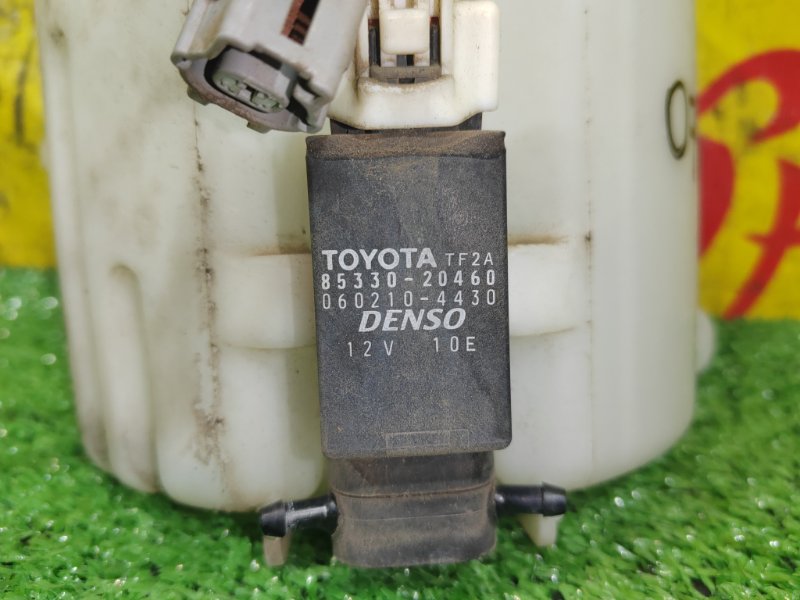 TOYOTA TF2A
85330-20460
060210-4430
DENSO
12V 10E